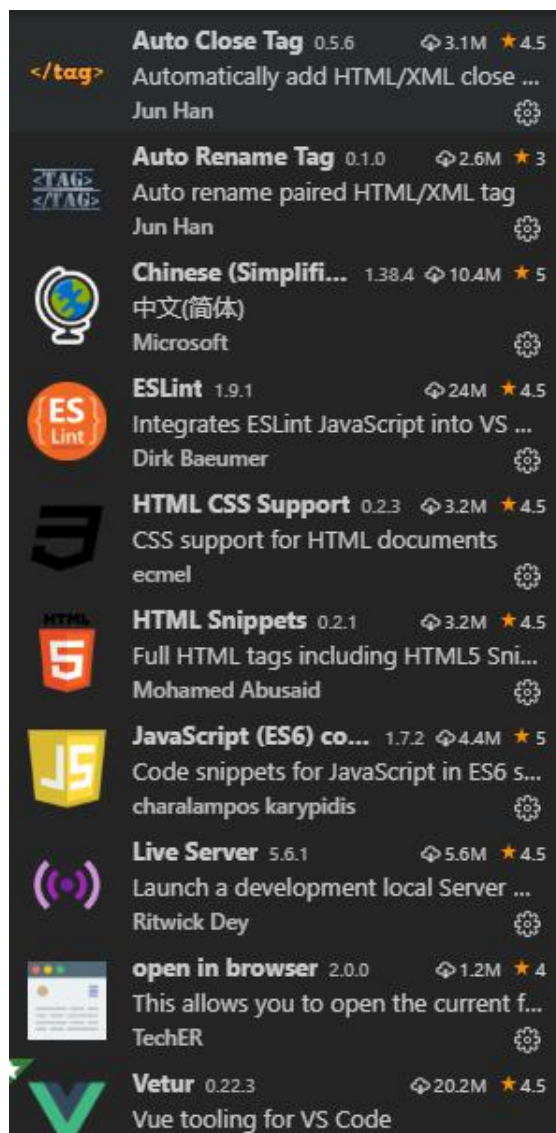 </tag>
Auto Close Tag 0.5.6 3.1M ★4.5
Automatically add HTML/XML close ...
Jun Han
<TAG>
</TAG>
Auto Rename Tag 0.1.0 2.6M ★3
Auto rename paired HTML/XML tag
Jun Han
Chinese (Simplifi... 1.38.4 10.4M ★5
中文(简体)
Microsoft
{ES
Lint}
ESLint 1.9.1 24M ★4.5
Integrates ESLint JavaScript into VS ...
Dirk Baeumer
HTML CSS Support 0.2.3 3.2M ★4.5
CSS support for HTML documents
ecmel
HTML
5
HTML Snippets 0.2.1 3.2M ★4.5
Full HTML tags including HTML5 Sni...
Mohamed Abusaid
JS
JavaScript (ES6) co... 1.7.2 4.4M ★5
Code snippets for JavaScript in ES6 s...
charalampos karypidis
Live Server 5.6.1 5.6M ★4.5
Launch a development local Server ...
Ritwick Dey
open in browser 2.0.0 1.2M ★4
This allows you to open the current f...
TechER
Vetur 0.22.3 20.2M ★4.5
Vue tooling for VS Code